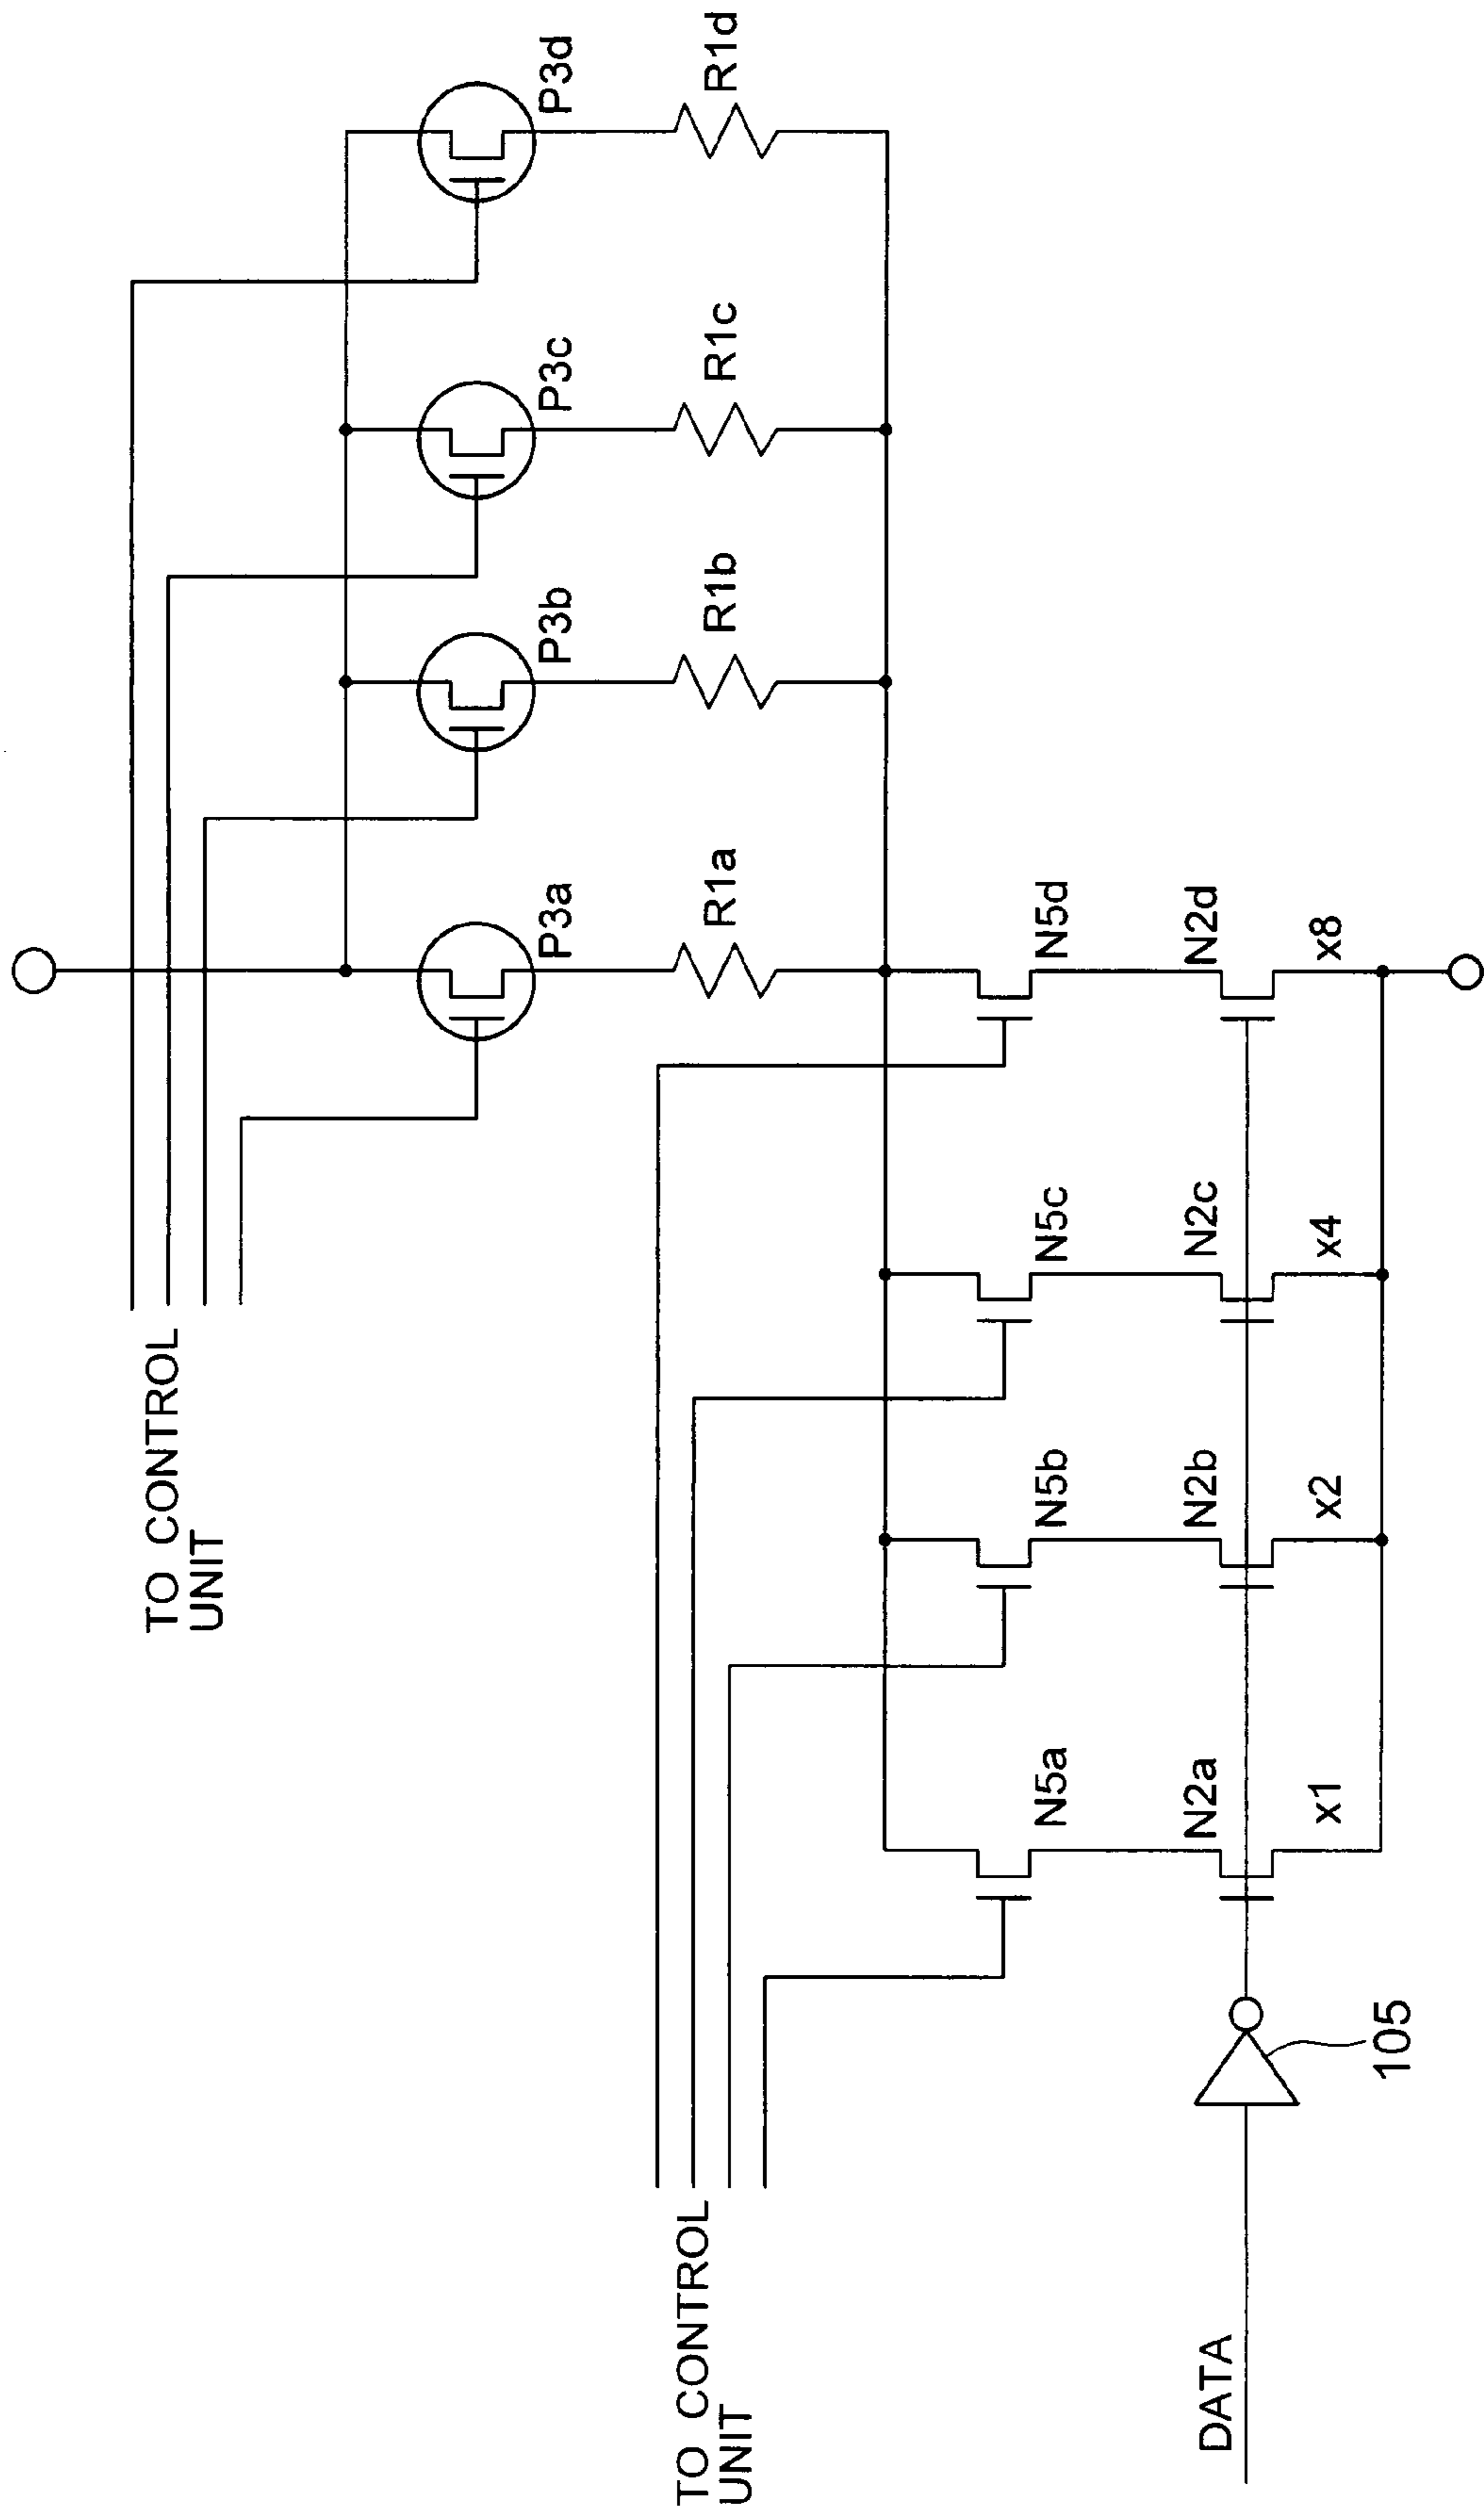 TO CONTROL
UNIT
P3a
P3b
P3c
P3d
TO CONTROL
UNIT
R1a
R1b
R1c
R1d
N5a
N5b
N5c
N5d
DATA
N2a
N2b
N2c
N2d
x1
x2
x4
x8
105